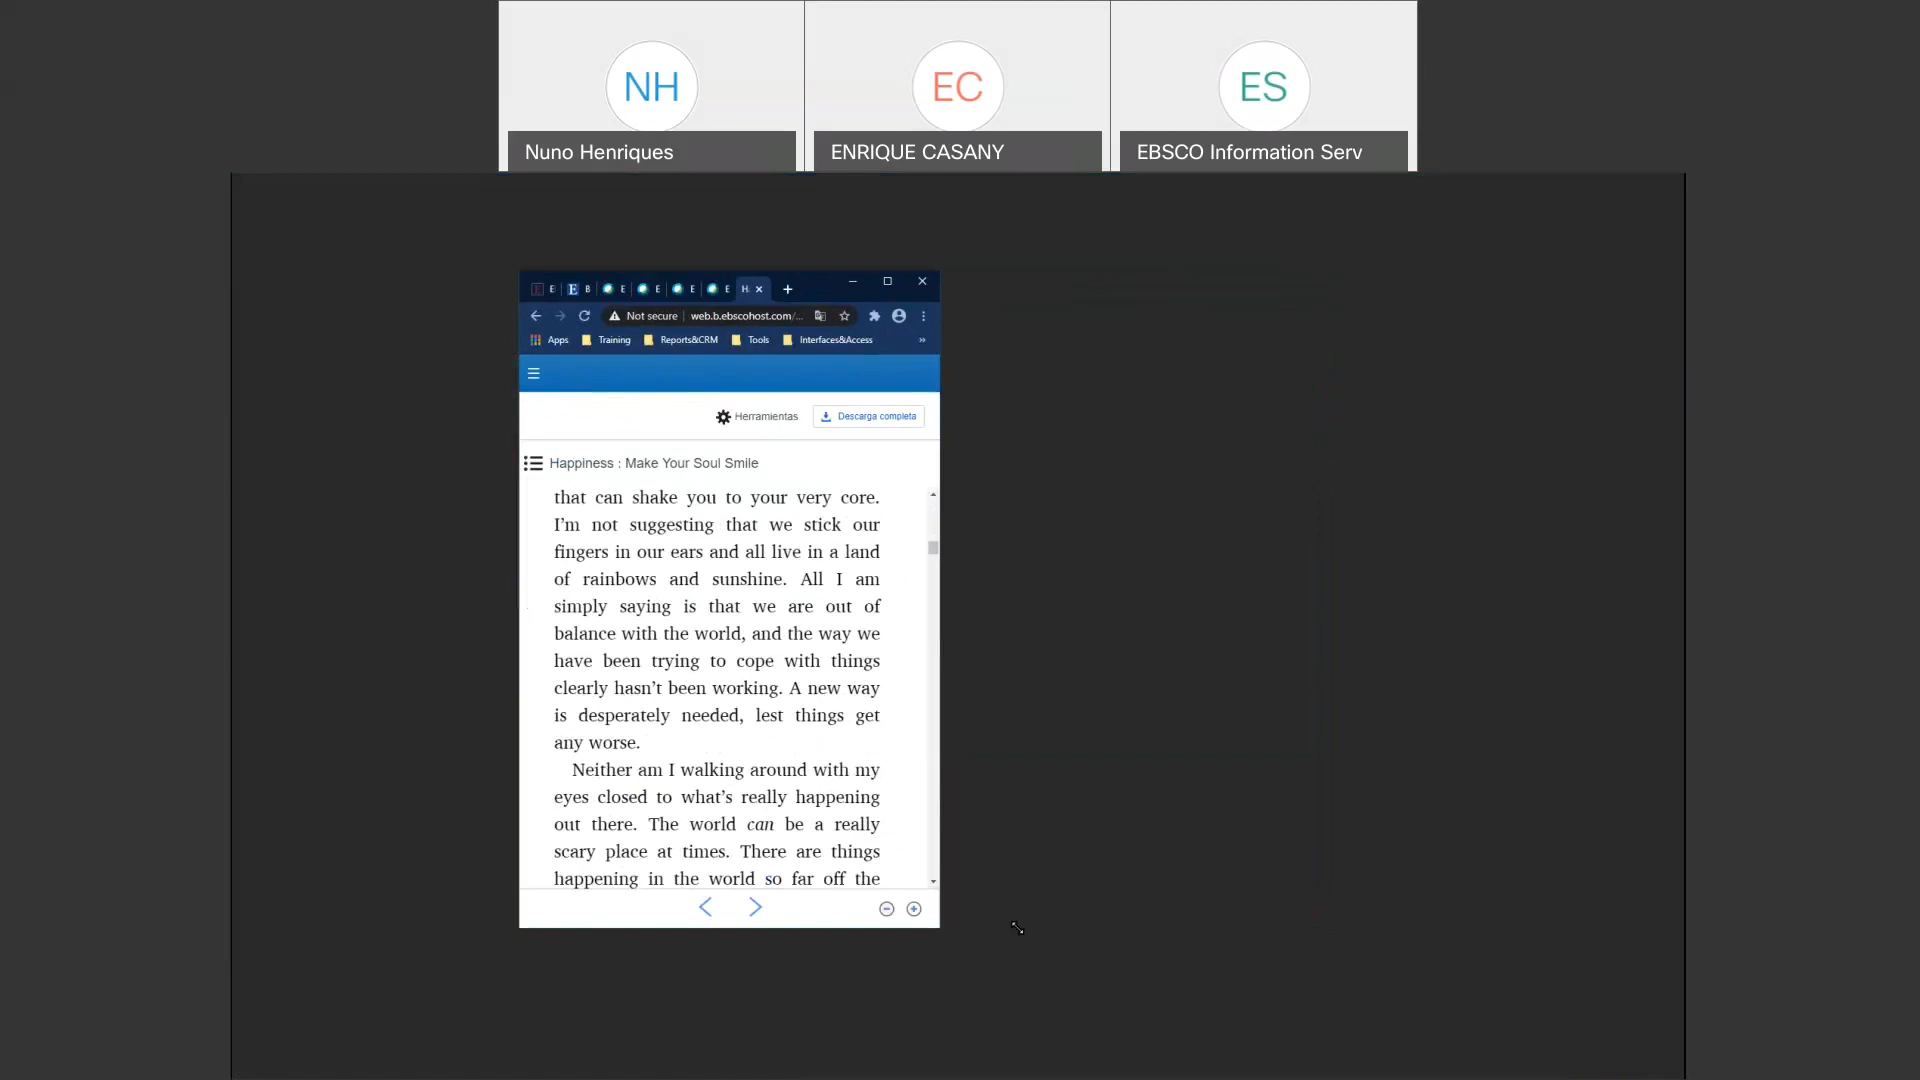 NH
EC
ES
Nuno Henriques
ENRIQUE CASANY
EBSCO Information Serv
E
E B
E
E
E
E
H
Not secure web.b.ebscohost.com/...
Apps Training Reports&CRM Tools Interfaces&Access »
Herramientas Descarga completa
Happiness : Make Your Soul Smile
that can shake you to your very core.
I’m not suggesting that we stick our
fingers in our ears and all live in a land
of rainbows and sunshine. All I am
simply saying is that we are out of
balance with the world, and the way we
have been trying to cope with things
clearly hasn’t been working. A new way
is desperately needed, lest things get
any worse.
Neither am I walking around with my
eyes closed to what’s really happening
out there. The world can be a really
scary place at times. There are things
happening in the world so far off the